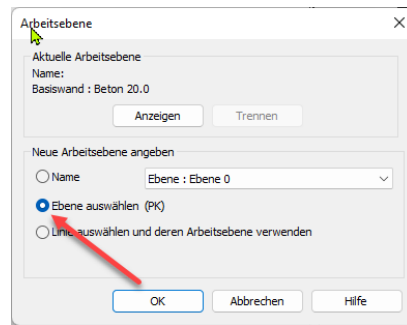 Arbeitsebene
Aktuelle Arbeitsebene
Name:
Basiswand : Beton 20.0
Anzeigen Trennen
Neue Arbeitsebene angeben
Name Ebene : Ebene 0
Ebene auswählen (PK)
Linie auswählen und deren Arbeitsebene verwenden
OK Abbrechen Hilfe